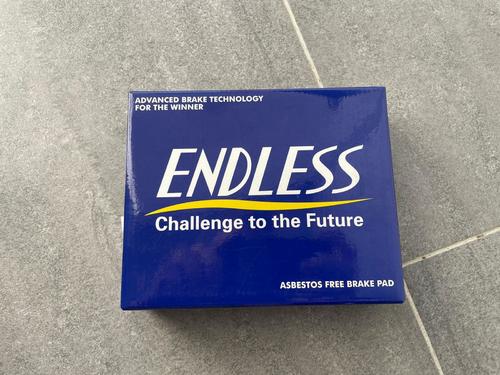 ADVANCED BRAKE TECHNOLOGY
FOR THE WINNER
ENDLESS
Challenge to the Future
ASBESTOS FREE BRAKE PAD